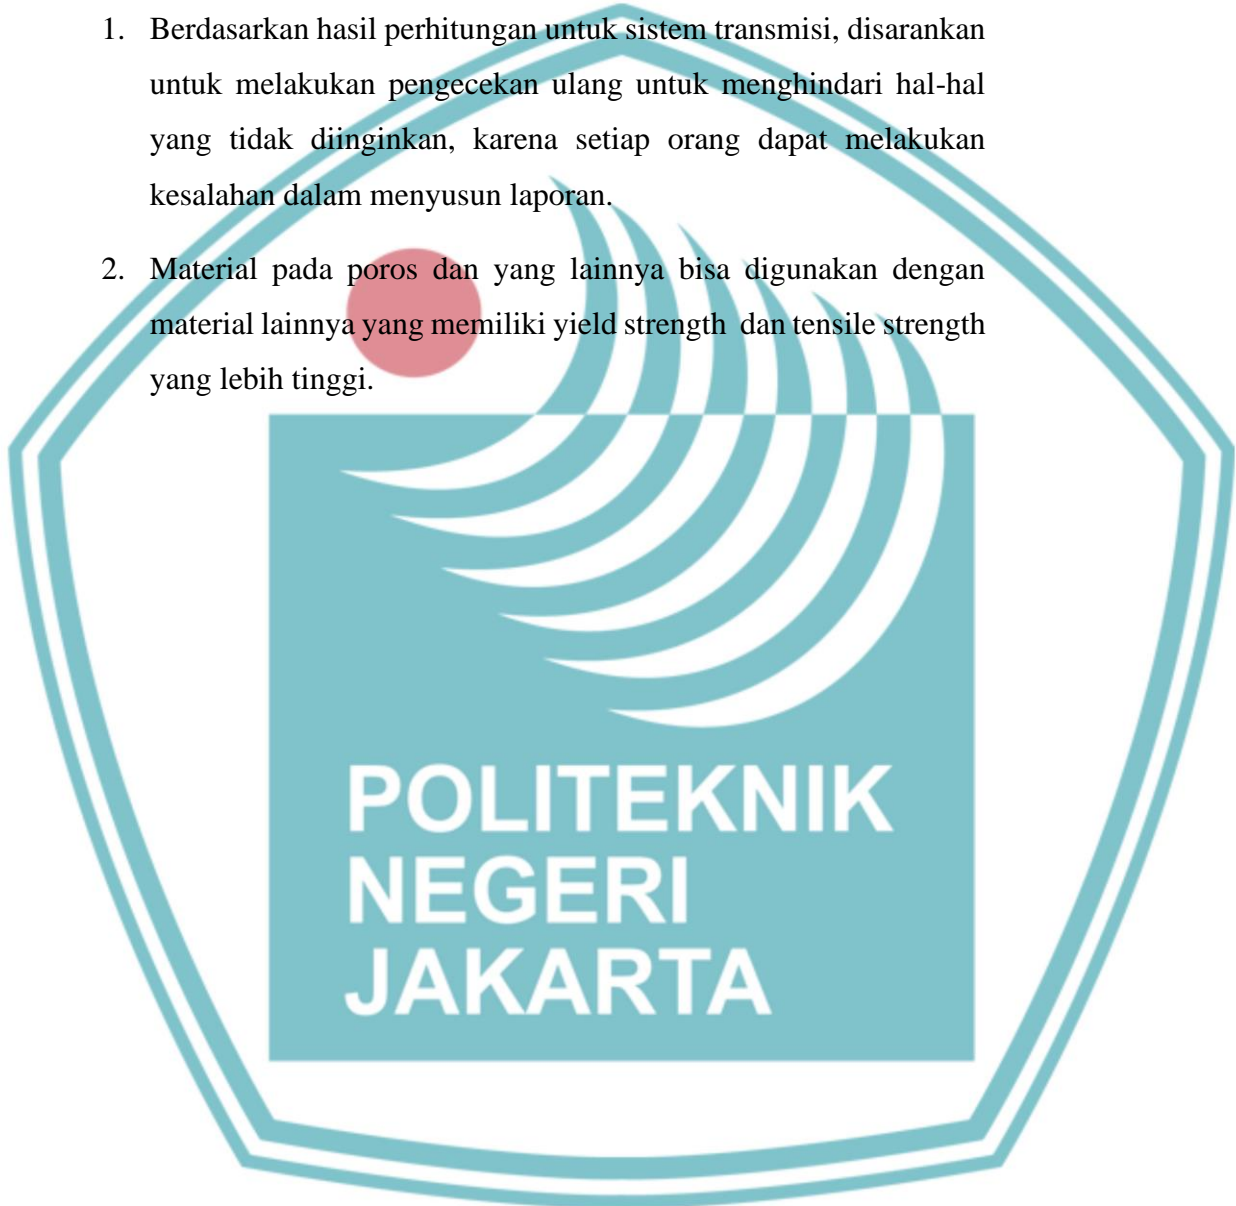 1. Berdasarkan hasil perhitungan untuk sistem transmisi, disarankan
untuk melakukan pengecekan ulang untuk menghindari hal-hal
yang tidak diinginkan, karena setiap orang dapat melakukan
kesalahan dalam menyusun laporan.
2. Material pada poros dan yang lainnya bisa digunakan dengan
material lainnya yang memiliki yield strength dan tensile strength
yang lebih tinggi.
POLITEKNIK
NEGERI
JAKARTA